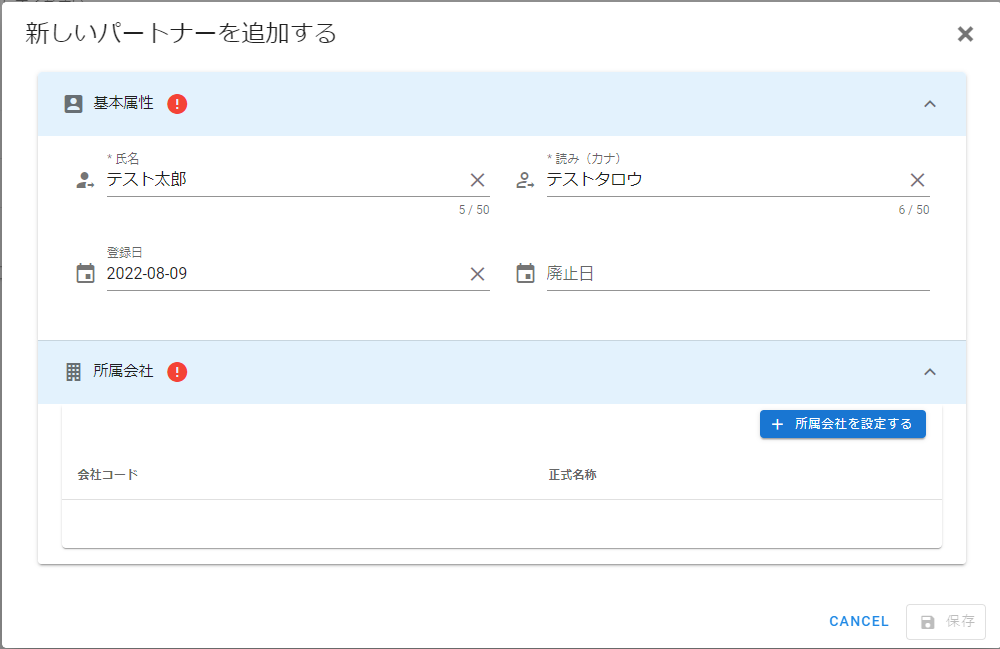 新しいパートナーを追加する
基本属性
* 氏名
テスト太郎
5 / 50
* 読み（カナ）
テストタロウ
6 / 50
登録日
2022-08-09
廃止日
所属会社
+ 所属会社を設定する
会社コード
正式名称
CANCEL
保存